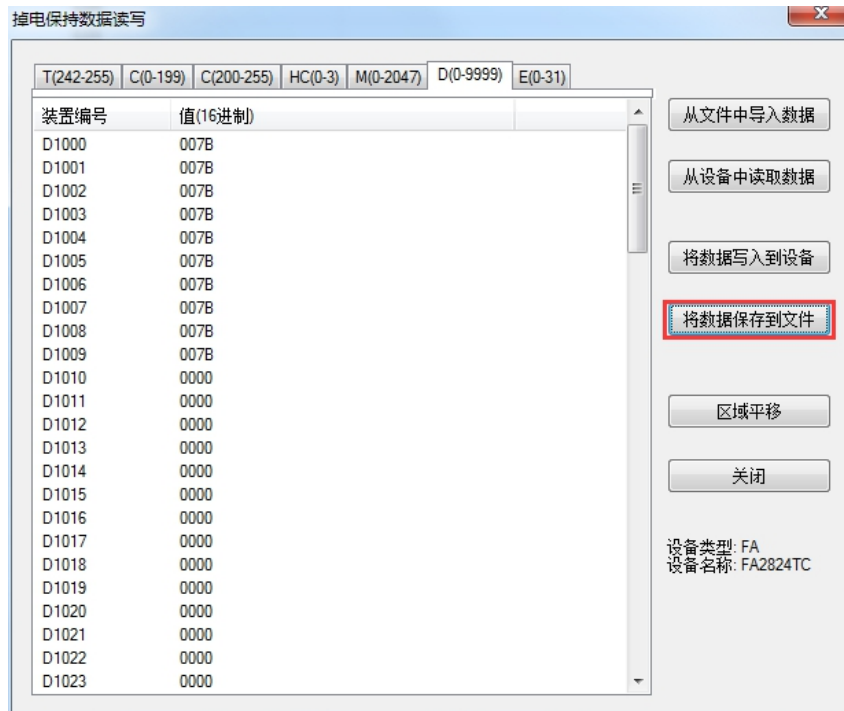 掉电保持数据读写
T(242-255) C(0-199) C(200-255) HC(0-3) M(0-2047) D(0-9999) E(0-31)
装置编号 值(16进制)
D1000 007B
D1001 007B
D1002 007B
D1003 007B
D1004 007B
D1005 007B
D1006 007B
D1007 007B
D1008 007B
D1009 007B
D1010 0000
D1011 0000
D1012 0000
D1013 0000
D1014 0000
D1015 0000
D1016 0000
D1017 0000
D1018 0000
D1019 0000
D1020 0000
D1021 0000
D1022 0000
D1023 0000
从文件中导入数据
从设备中读取数据
将数据写入到设备
将数据保存到文件
区域平移
关闭
设备类型: FA
设备名称: FA2824TC